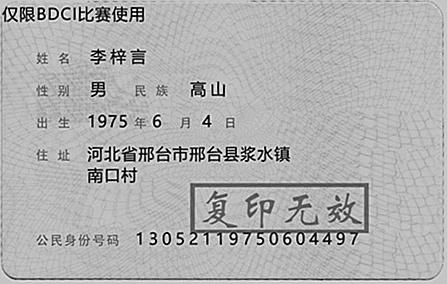 仅限BDCI比赛使用
姓名 李梓言
性别 男 民族 高山
出生 1975 年 6 月 4 日
住址 河北省邢台市邢台县浆水镇
南口村
复印无效
公民身份号码 13052119750604497